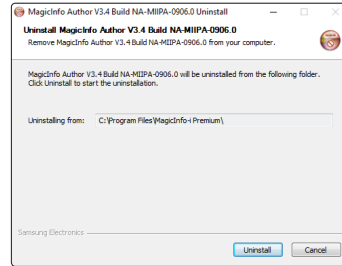 MagicInfo Author V3.4 Build NA-MIIPA-0906.0 Uninstall
Uninstall MagicInfo Author V3.4 Build NA-MIIPA-0906.0
Remove MagicInfo Author V3.4 Build NA-MIIPA-0906.0 from your computer.
MagicInfo Author V3.4 Build NA-MIIPA-0906.0 will be uninstalled from the following folder.
Click Uninstall to start the uninstallation.
Uninstalling from: C:\Program Files\MagicInfo-i Premium\
Samsung Electronics
Uninstall Cancel